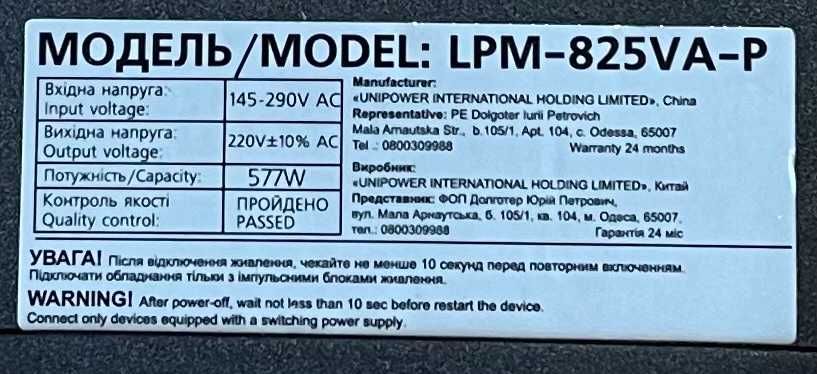 МОДЕЛЬ/MODEL: LPM-825VA-P
Вхідна напруга:
Input voltage:
145-290V AC
Вихідна напруга:
Output voltage:
220V±10% AC
Потужність/Capacity:
577W
Контроль якості
Quality control:
ПРОЙДЕНО
PASSED
Manufacturer:
«UNIPOWER INTERNATIONAL HOLDING LIMITED», China
Representative: PE Dolgoter Iurii Petrovich
Mala Arnautska Str., b.105/1, Apt. 104, c. Odessa, 65007
Tel .: 0800309988 Warranty 24 months
Виробник:
«UNIPOWER INTERNATIONAL HOLDING LIMITED», Китай
Представник: ФОП Долготер Юрій Петрович,
вул. Мала Арнаутська, б. 105/1, кв. 104, м. Одеса, 65007.
тел.: 0800309988 Гарантія 24 міс
УВАГА! Після відключення живлення, чекайте не менше 10 секунд перед повторним включенням.
Підключати обладнання тільки з імпульсними блоками живлення.
WARNING! After power-off, wait not less than 10 sec before restart the device.
Connect only devices equipped with a switching power supply.